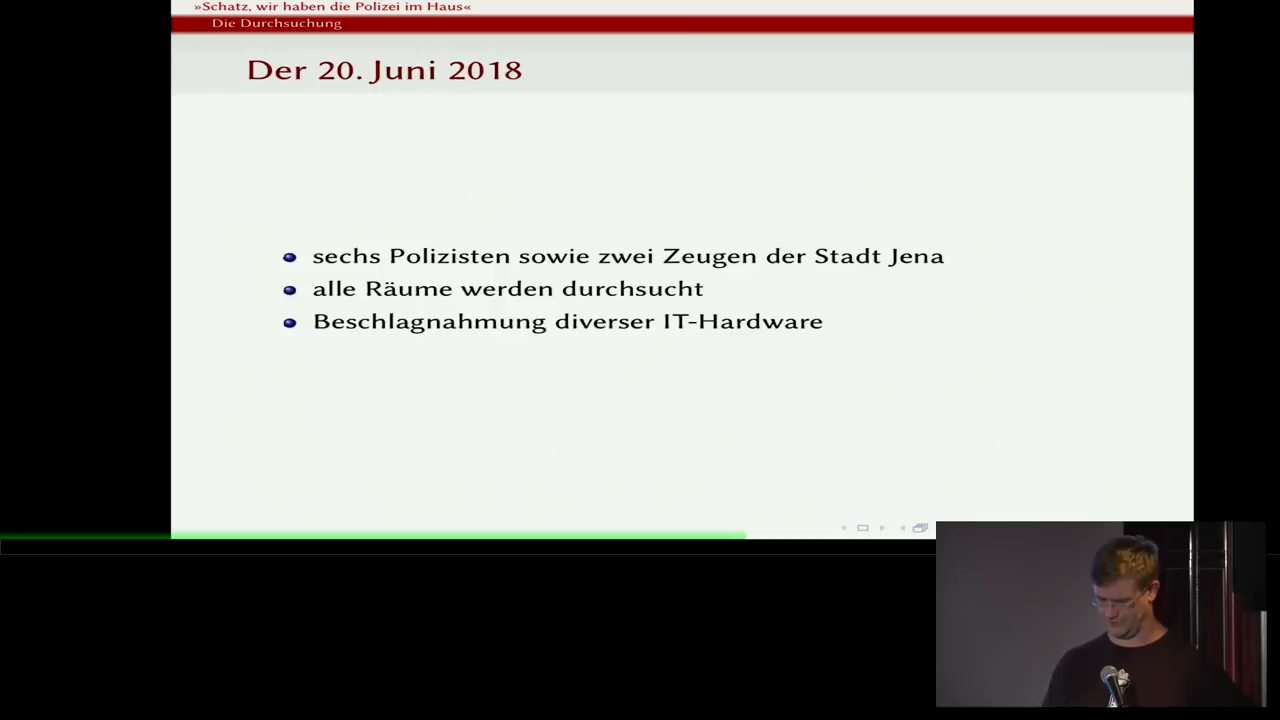 »Schatz, wir haben die Polizei im Haus«
Die Durchsuchung
Der 20. Juni 2018
sechs Polizisten sowie zwei Zeugen der Stadt Jena
alle Räume werden durchsucht
Beschlagnahmung diverser IT-Hardware